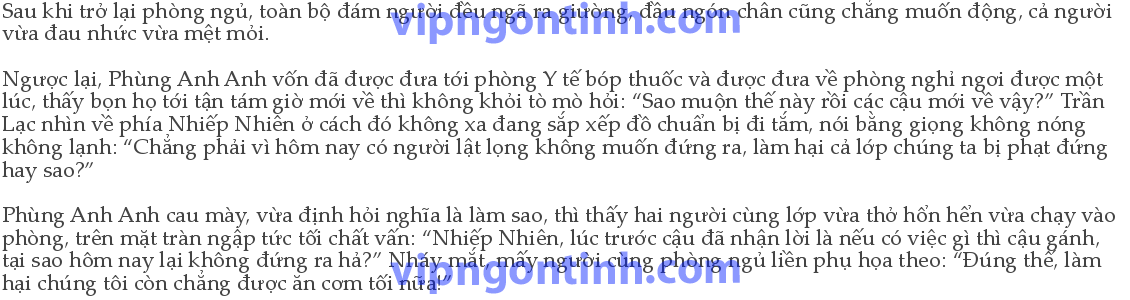 Sau khi trở lại phòng ngủ, toàn bộ đám người đều ngã ra giường, đầu ngón chân cũng chẳng muốn động, cả người
vipngontinh.com
vừa đau nhức vừa mệt mỏi.
Ngược lại, Phùng Anh Anh vốn đã được đưa tới phòng Y tế bóp thuốc và được đưa về phòng nghỉ ngơi được một
lúc, thấy bọn họ tới tận tám giờ mới về thì không khỏi tò mò hỏi: “Sao muộn thế này rồi các cậu mới về vậy?” Trần
Lạc nhìn về phía Nhiếp Nhiên ở cách đó không xa đang sắp xếp đồ chuẩn bị đi tắm, nói bằng giọng không nóng
không lạnh: “Chẳng phải vì hôm nay có người lật lọng không muốn đứng ra, làm hại cả lớp chúng ta bị phạt đứng
hay sao?”
Phùng Anh Anh cau mày, vừa định hỏi nghĩa là làm sao, thì thấy hai người cùng lớp vừa thở hổn hển vừa chạy vào
phòng, trên mặt tràn ngập tức tối chất vấn: “Nhiếp Nhiên, lúc trước cậu đã nhận lời là nếu có việc gì thì cậu gánh,
tại sao hôm nay lại không đứng ra hả?” Nháy mắt, mấy người cùng phòng ngủ liền phụ họa theo: “Đúng thế, làm
vipngontinh.com
hại chúng tôi còn chẳng được ăn cơm tối nữa!”